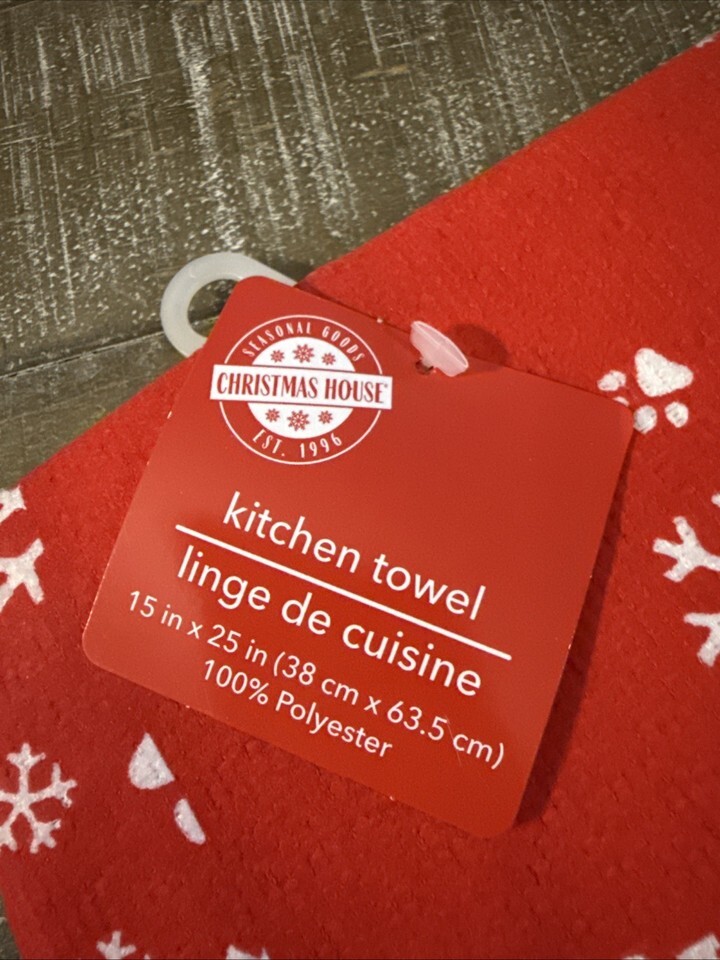 SEASONAL GOODS
CHRISTMAS HOUSE®
EST. 1996
kitchen towel
linge de cuisine
15 in x 25 in (38 cm x 63.5 cm)
100% Polyester